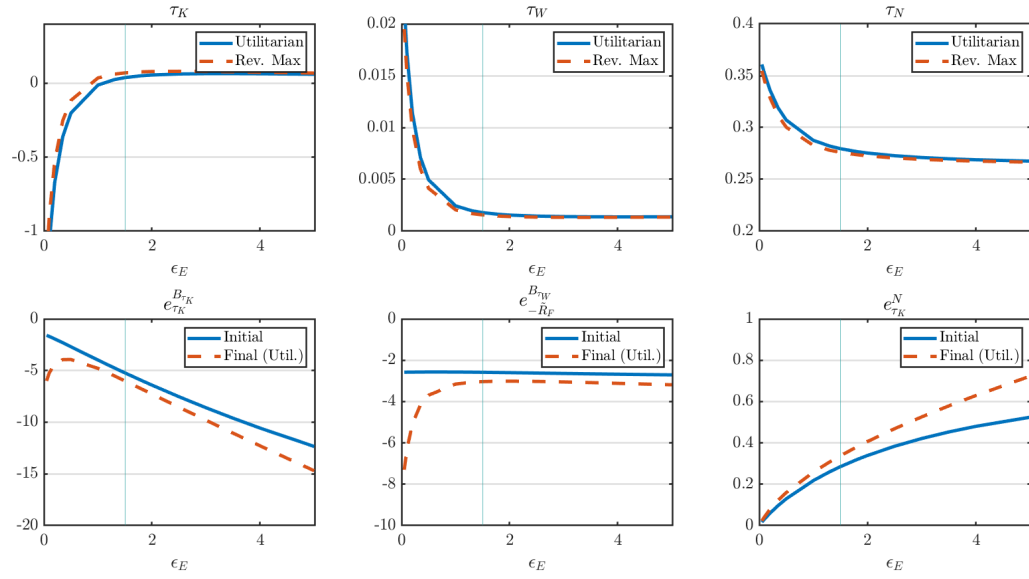 τ_K
0
-0.5
-1
0 2 4
ϵ_E
Utilitarian
Rev. Max
τ_W
0.02
0.015
0.01
0.005
0
0 2 4
ϵ_E
Utilitarian
Rev. Max
τ_N
0.4
0.35
0.3
0.25
0.2
0 2 4
ϵ_E
Utilitarian
Rev. Max
e_{τ_K}^{B_{τ_K}}
0
-5
-10
-15
-20
0 2 4
ϵ_E
Initial
Final (Util.)
e_{-R̃_F}^{B_{τ_W}}
0
-2
-4
-6
-8
-10
0 2 4
ϵ_E
Initial
Final (Util.)
e_{τ_K}^{N}
1
0.8
0.6
0.4
0.2
0
0 2 4
ϵ_E
Initial
Final (Util.)